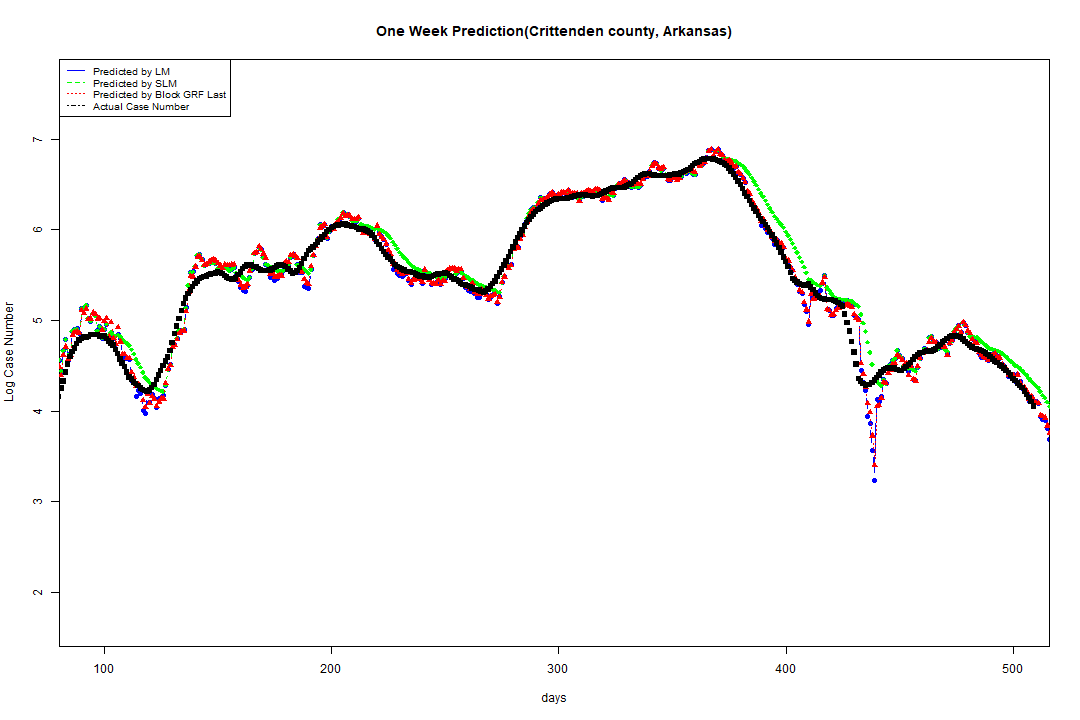 One Week Prediction(Crittenden county, Arkansas)
Predicted by LM
Predicted by SLM
Predicted by Block GRF Last
Actual Case Number
7
6
5
4
3
2
Log Case Number
100 200 300 400 500
days